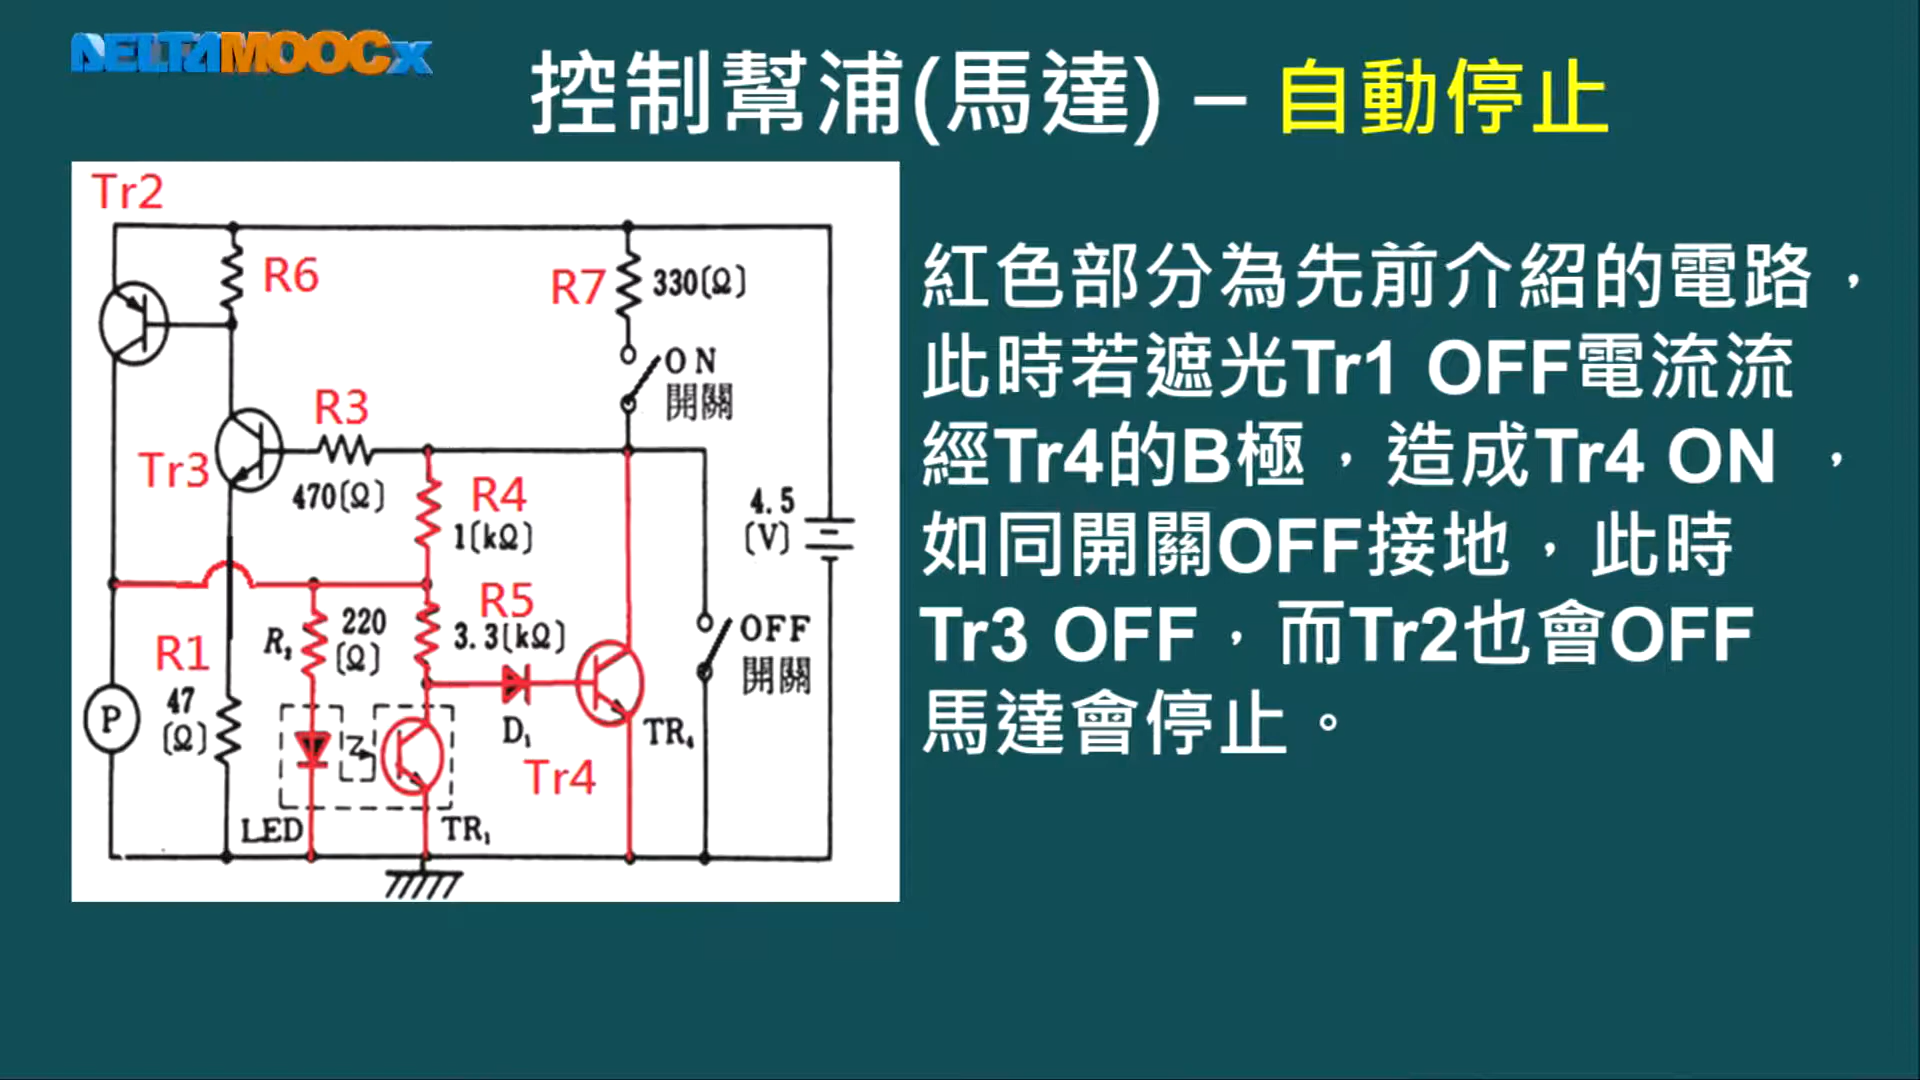 DELTAMOOCx
控制幫浦(馬達) – 自動停止
Tr2
R6
R7
330(Ω)
ON
開關
R3
Tr3
470(Ω)
R4
1(kΩ)
4.5
(V)
R5
3.3(kΩ)
220
(Ω)
R2
R1
47
(Ω)
P
OFF
開關
D1
TR4
Tr4
LED
TR1
紅色部分為先前介紹的電路，
此時若遮光Tr1 OFF電流流
經Tr4的B極，造成Tr4 ON ，
如同開關OFF接地，此時
Tr3 OFF，而Tr2也會OFF
馬達會停止。